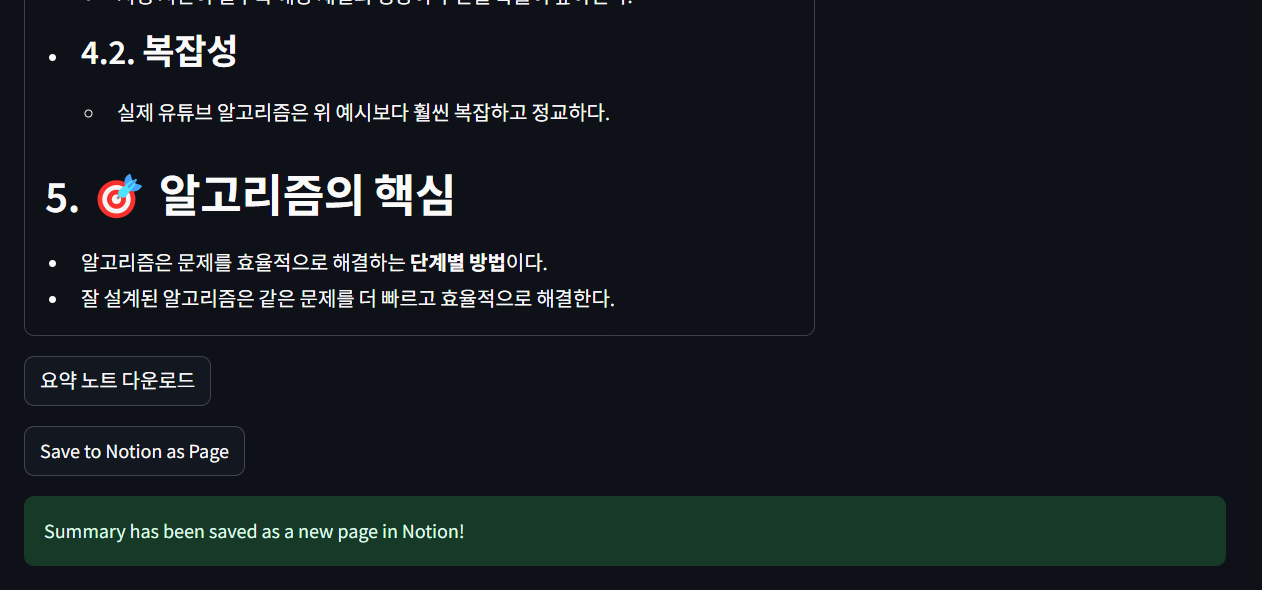 4.2. 복잡성
실제 유튜브 알고리즘은 위 예시보다 훨씬 복잡하고 정교하다.
5. 🎯 알고리즘의 핵심
알고리즘은 문제를 효율적으로 해결하는 단계별 방법이다.
잘 설계된 알고리즘은 같은 문제를 더 빠르고 효율적으로 해결한다.
요약 노트 다운로드
Save to Notion as Page
Summary has been saved as a new page in Notion!